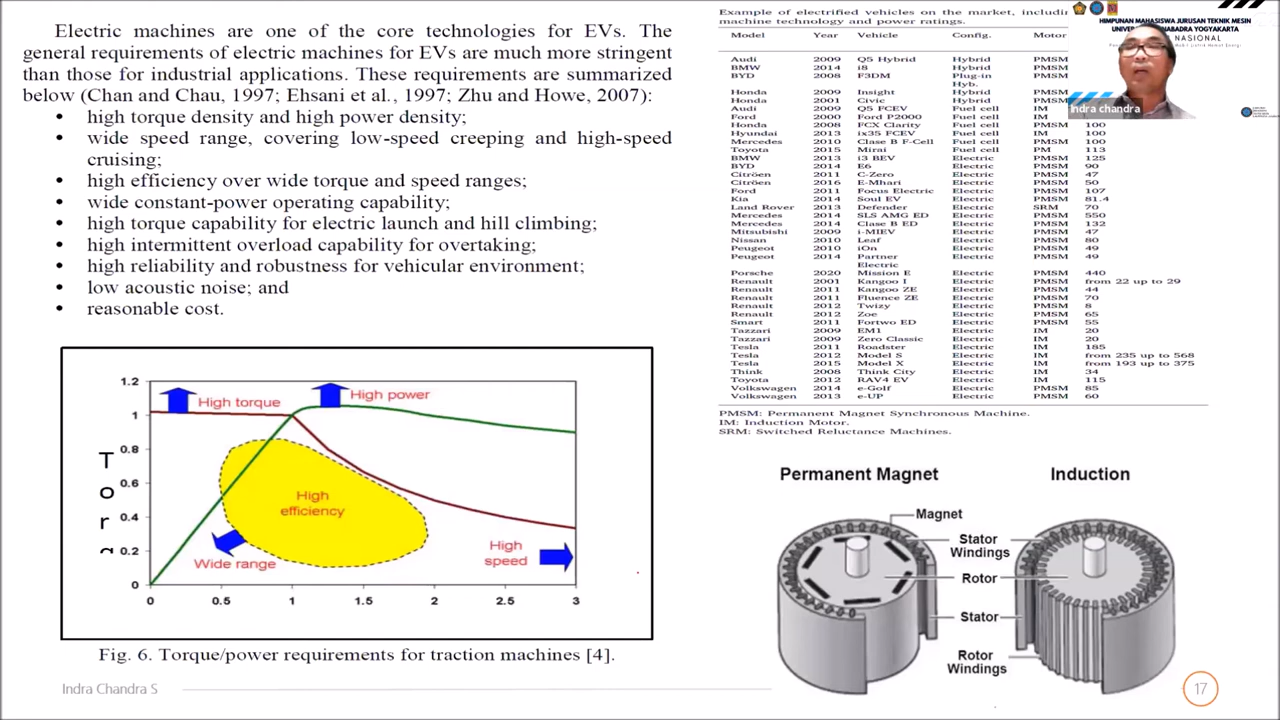 Electric machines are one of the core technologies for EVs. The
general requirements of electric machines for EVs are much more stringent
than those for industrial applications. These requirements are summarized
below (Chan and Chau, 1997; Ehsani et al., 1997; Zhu and Howe, 2007):
• high torque density and high power density;
• wide speed range, covering low-speed creeping and high-speed
cruising;
• high efficiency over wide torque and speed ranges;
• wide constant-power operating capability;
• high torque capability for electric launch and hill climbing;
• high intermittent overload capability for overtaking;
• high reliability and robustness for vehicular environment;
• low acoustic noise; and
• reasonable cost.
1.2
1
0.8
0.6
0.4
0.2
0
0 0.5 1 1.5 2 2.5 3
T
o
r
High torque
High power
High
efficiency
Wide range
High
speed
Fig. 6. Torque/power requirements for traction machines [4].
Example of electrified vehicles on the market, includin
machine technology and power ratings.
Model Year Vehicle Config. Motor
Audi 2009 Q5 Hybrid Hybrid PMSM
BMW 2014 i8 Hybrid PMSM
BYD 2008 F3DM Plug-in PMSM
Hyb.
Honda 2009 Insight Hybrid PMSM
Honda 2001 Civic Hybrid PMSM
Audi 2009 Q5 FCEV Fuel cell IM
Ford 2000 Ford P2000 Fuel cell IM
Honda 2008 FCX Clarity Fuel cell PMSM 100
Hyundai 2013 ix35 FCEV Fuel cell IM 100
Mercedes 2010 Clase B F-Cell Fuel cell PMSM 100
Toyota 2015 Mirai Fuel cell PM 113
BMW 2013 i3 BEV Electric PMSM 125
BYD 2014 E6 Electric PMSM 90
Citröen 2011 C-Zero Electric PMSM 47
Citröen 2016 E-Mhari Electric PMSM 50
Ford 2011 Focus Electric Electric PMSM 107
Kia 2014 Soul EV Electric PMSM 81.4
Land Rover 2013 Defender Electric SRM 70
Mercedes 2014 SLS AMG ED Electric PMSM 550
Mercedes 2014 Clase B ED Electric PMSM 132
Mitsubishi 2009 i-MIEV Electric PMSM 47
Nissan 2010 Leaf Electric PMSM 80
Peugeot 2010 iOn Electric PMSM 49
Peugeot 2014 Partner Electric PMSM 49
Electric
Porsche 2020 Mission E Electric PMSM 440
Renault 2001 Kangoo I Electric PMSM from 22 up to 29
Renault 2011 Kangoo ZE Electric PMSM 44
Renault 2011 Fluence ZE Electric PMSM 70
Renault 2012 Twizy Electric PMSM 8
Renault 2012 Zoe Electric PMSM 65
Smart 2011 Fortwo ED Electric PMSM 55
Tazzari 2009 EM1 Electric IM 20
Tazzari 2009 Zero Classic Electric IM 20
Tesla 2011 Roadster Electric IM 185
Tesla 2012 Model S Electric IM from 235 up to 568
Tesla 2015 Model X Electric IM from 193 up to 375
Think 2008 Think City Electric IM 34
Toyota 2012 RAV4 EV Electric IM 115
Volkswagen 2014 e-Golf Electric PMSM 85
Volkswagen 2013 e-UP Electric PMSM 60
PMSM: Permanent Magnet Synchronous Machine.
IM: Induction Motor.
SRM: Switched Reluctance Machines.
HIMPUNAN MAHASISWA JURUSAN TEKNIK MESIN
NASIONAL
Indra chandra
Permanent Magnet
Induction
Magnet
Stator
Windings
Rotor
Stator
Rotor
Windings
Indra Chandra S
17